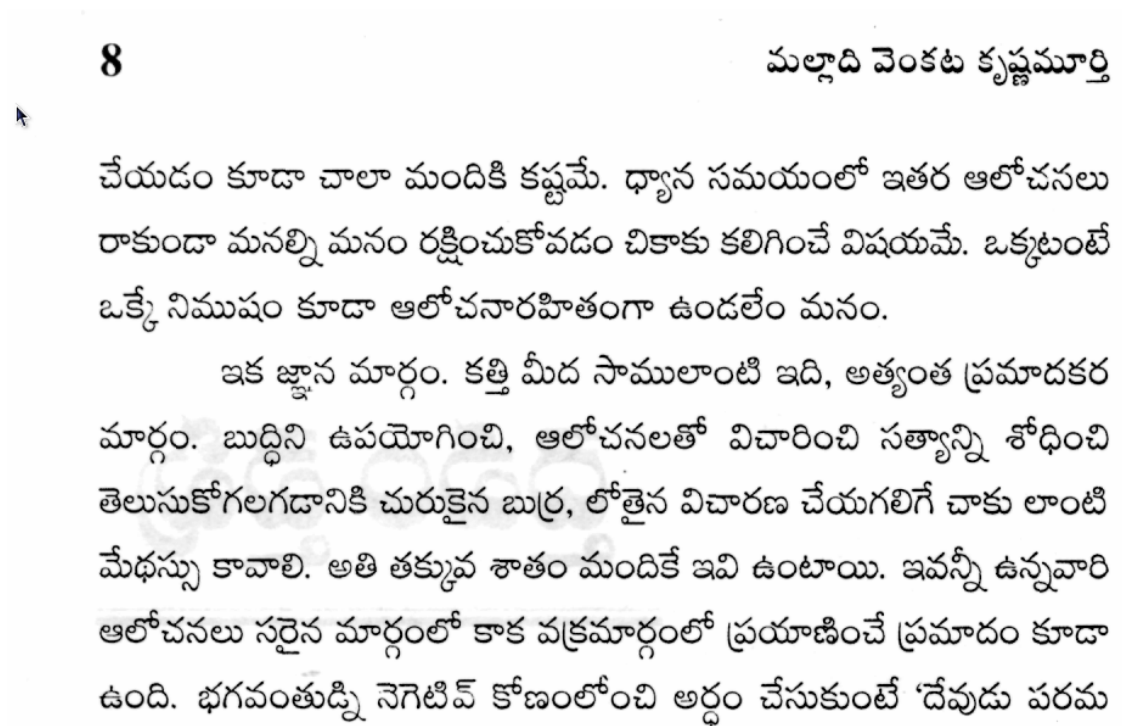 8 మల్లాది వెంకట కృష్ణమూర్తి
చేయడం కూడా చాలా మందికి కష్టమే. ధ్యాన సమయంలో ఇతర ఆలోచనలు
రాకుండా మనల్ని మనం రక్షించుకోవడం చికాకు కలిగించే విషయమే. ఒక్కటంటే
ఒక్కే నిముషం కూడా ఆలోచనారహితంగా ఉండలేం మనం.
ఇక జ్ఞాన మార్గం. కత్తి మీద సాములాంటి ఇది, అత్యంత ప్రమాదకర
మార్గం. బుద్ధిని ఉపయోగించి, ఆలోచనలతో విచారించి సత్యాన్ని శోధించి
తెలుసుకోగలగడానికి చురుకైన బుర్ర, లోతైన విచారణ చేయగలిగే చాకు లాంటి
మేథస్సు కావాలి. అతి తక్కువ శాతం మందికే ఇవి ఉంటాయి. ఇవన్నీ ఉన్నవారి
ఆలోచనలు సరైన మార్గంలో కాక వక్రమార్గంలో ప్రయాణించే ప్రమాదం కూడా
ఉంది. భగవంతుడ్ని నెగెటివ్ కోణంలోంచి అర్థం చేసుకుంటే 'దేవుడు పరమ